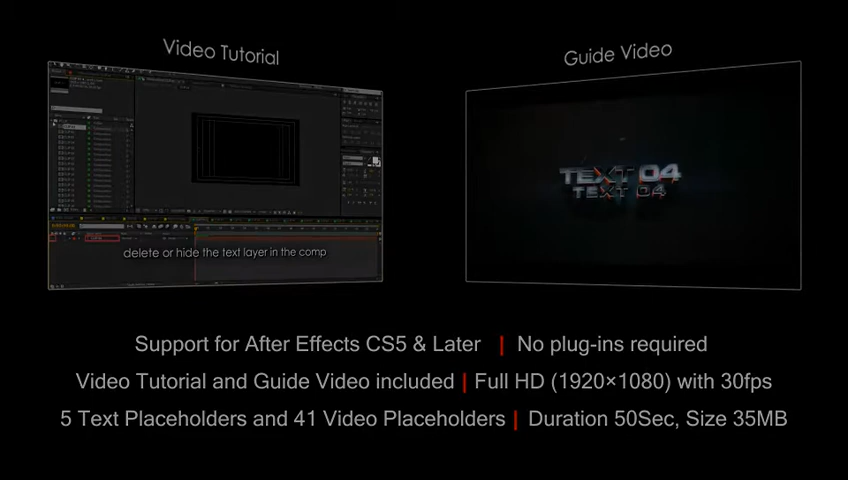 Video Tutorial
Guide Video
TEXT 04
TEXT 04
delete or hide the text layer in the comp
Support for After Effects CS5 & Later | No plug-ins required
Video Tutorial and Guide Video included | Full HD (1920×1080) with 30fps
5 Text Placeholders and 41 Video Placeholders | Duration 50Sec, Size 35MB